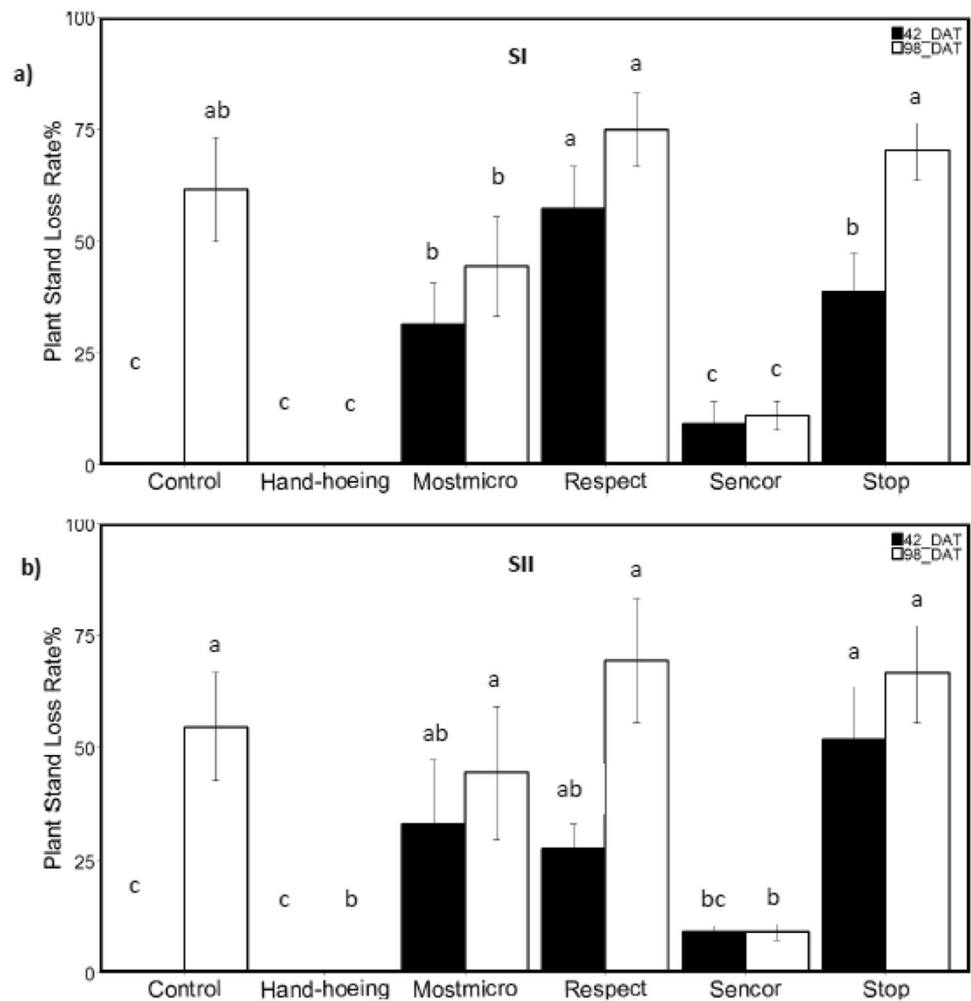 100
42_DAT
98_DAT
SI
a)
a
a
ab
a
75
Plant Stand Loss Rate%
b
50
b
b
25
c
c
c
c
c
0
Control Hand-hoeing Mostmicro Respect Sencor Stop
100
42_DAT
98_DAT
b)
SII
a
a
75
a
a
a
Plant Stand Loss Rate%
ab
50
ab
25
c
c
b
bc
b
0
Control Hand-hoeing Mostmicro Respect Sencor Stop